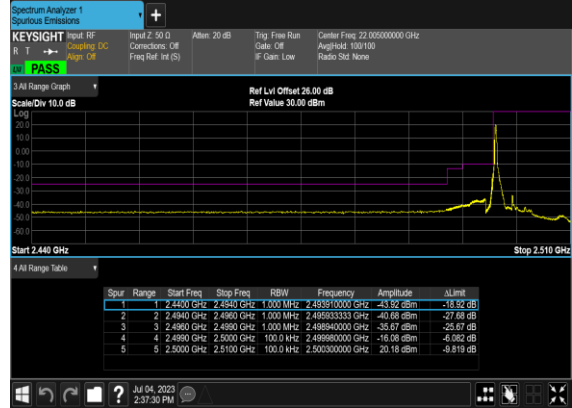 Spectrum Analyzer 1
Spurious Emissions
KEYSIGHT Input: RF Input Z: 50 Ω Atten: 20 dB Trig: Free Run Center Freq: 22.005000000 GHz
R T Coupling: DC Corrections: Off Gate: Off Avg|Hold: 100/100
Align: Off Freq Ref: Int (S) IF Gain: Low Radio Std: None
PASS
3 All Range Graph
Ref Lvl Offset 26.00 dB
Scale/Div 10.0 dB Ref Value 30.00 dBm
Log
20.0
10.0
0.00
-10.0
-20.0
-30.0
-40.0
-50.0
-60.0
Start 2.440 GHz Stop 2.510 GHz
4 All Range Table
Spur Range Start Freq Stop Freq RBW Frequency Amplitude ΔLimit
1 1 2.4400 GHz 2.4940 GHz 1.000 MHz 2.493910000 GHz -43.92 dBm -18.92 dB
2 2 2.4940 GHz 2.4960 GHz 1.000 MHz 2.495933333 GHz -40.68 dBm -27.68 dB
3 3 2.4960 GHz 2.4990 GHz 1.000 MHz 2.498940000 GHz -35.67 dBm -25.67 dB
4 4 2.4990 GHz 2.5000 GHz 100.0 kHz 2.499980000 GHz -16.08 dBm -6.082 dB
5 5 2.5000 GHz 2.5100 GHz 100.0 kHz 2.500300000 GHz 20.18 dBm -9.819 dB
?
Jul 04, 2023
2:37:30 PM